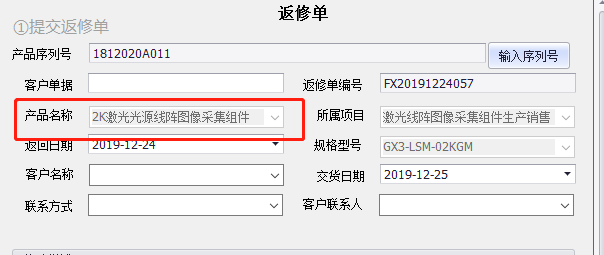 返修单
①提交返修单
产品序列号 1812020A011 输入序列号
客户单据 返修单编号 FX20191224057
产品名称 2K激光光源线阵图像采集组件 所属项目 激光线阵图像采集组件生产销售
返回日期 2019-12-24 规格型号 GX3-LSM-02KGM
客户名称 交货日期 2019-12-25
联系方式 客户联系人